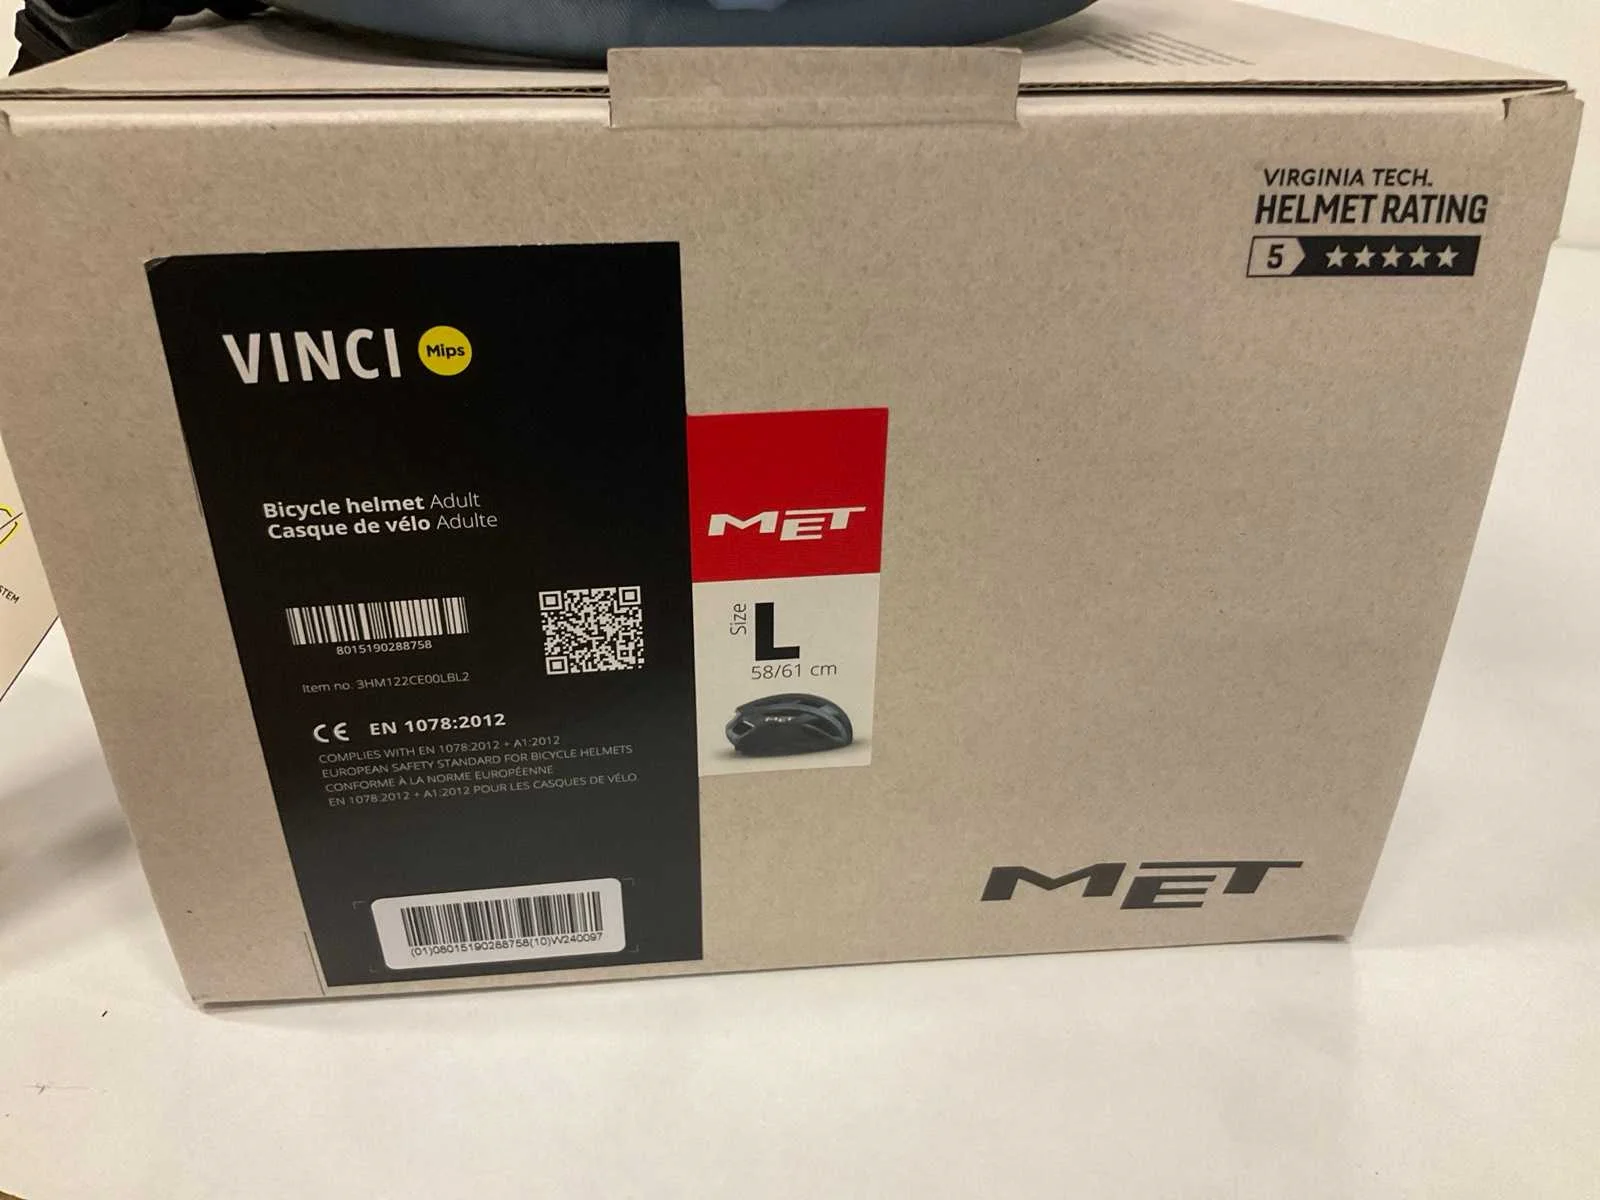 VIRGINIA TECH.
HELMET RATING
5
VINCI Mips
Bicycle helmet Adult
Casque de vélo Adulte
8015190288758
Item no. 3HM122CE00LBL2
CE EN 1078:2012
COMPLIES WITH EN 1078:2012 + A1:2012
EUROPEAN SAFETY STANDARD FOR BICYCLE HELMETS
CONFORME À LA NORME EUROPÉENNE
EN 1078:2012 + A1:2012 POUR LES CASQUES DE VÉLO
(01)08015190288758(10)W240097
MET
Size
L
58/61 cm
MET
MET
STEM